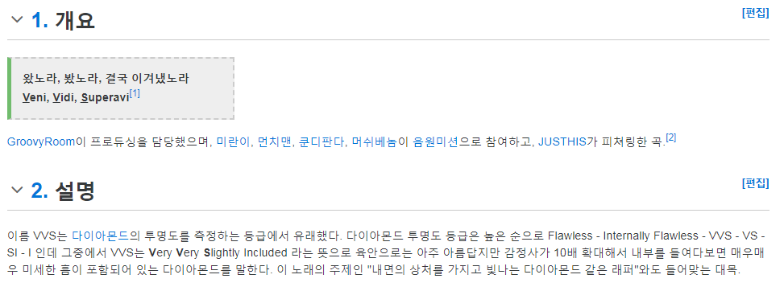 1. 개요
[편집]
왔노라, 봤노라, 결국 이겨냈노라
Veni, Vidi, Superavi[1]
GroovyRoom이 프로듀싱을 담당했으며, 미란이, 먼치맨, 쿤디판다, 머쉬베놈이 음원미션으로 참여하고, JUSTHIS가 피쳐링한 곡.[2]
2. 설명
[편집]
이름 VVS는 다이아몬드의 투명도를 측정하는 등급에서 유래했다. 다이아몬드 투명도 등급은 높은 순으로 Flawless - Internally Flawless - VVS - VS -
SI - I 인데 그중에서 VVS는 Very Very Slightly Included 라는 뜻으로 육안으로는 아주 아름답지만 감정사가 10배 확대해서 내부를 들여다보면 매우매
우 미세한 흠이 포함되어 있는 다이아몬드를 말한다. 이 노래의 주제인 "내면의 상처를 가지고 빛나는 다이아몬드 같은 래퍼"와도 들어맞는 대목.